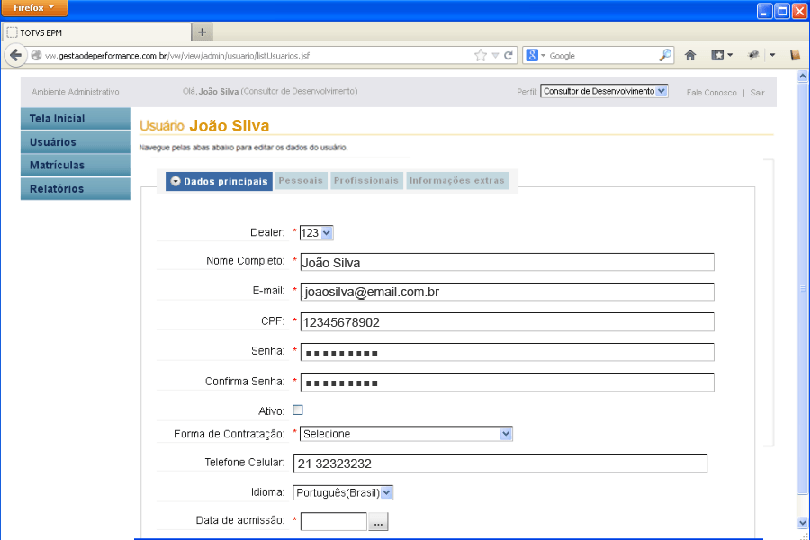 Firefox
TOTVS EPM
vw.gestaodeperformance.com.br/vw/view/admin/usuario/listUsuarios.jsf
Google
Ambiente Administrativo
Olá, João Silva (Consultor de Desenvolvimento)
Perfil Consultor de Desenvolvimento
Fale Conosco | Sair
Tela Inicial
Usuários
Matrículas
Relatórios
Usuário João Silva
Navegue pelas abas abaixo para editar os dados do usuário.
Dados principais Pessoais Profissionais Informações extras
Dealer: * 123
Nome Completo: * João Silva
E-mail: * joaosilva@email.com.br
CPF: * 12345678902
Senha: * ▪▪▪▪▪▪▪▪▪
Confirma Senha: * ▪▪▪▪▪▪▪▪▪
Ativo:
Forma de Contratação: * Selecione
Telefone Celular: 21 32323232
Idioma: Português(Brasil)
Data de admissão: * ...